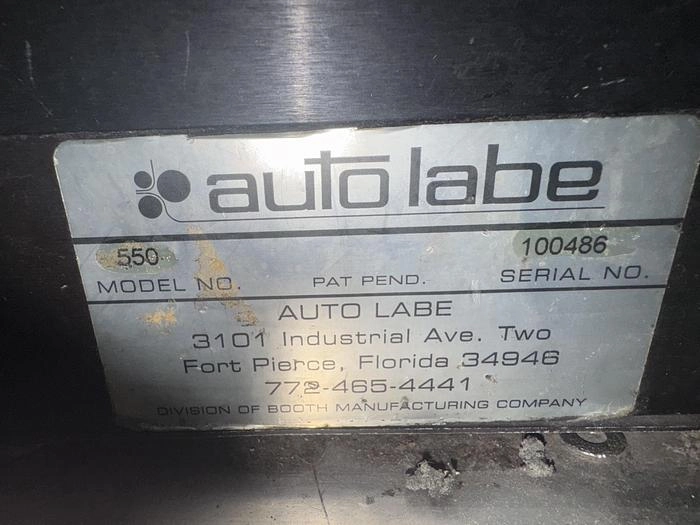 auto labe
550 100486
MODEL NO. PAT PEND. SERIAL NO.
AUTO LABE
3101 Industrial Ave. Two
Fort Pierce, Florida 34946
772-465-4441
DIVISION OF BOOTH MANUFACTURING COMPANY